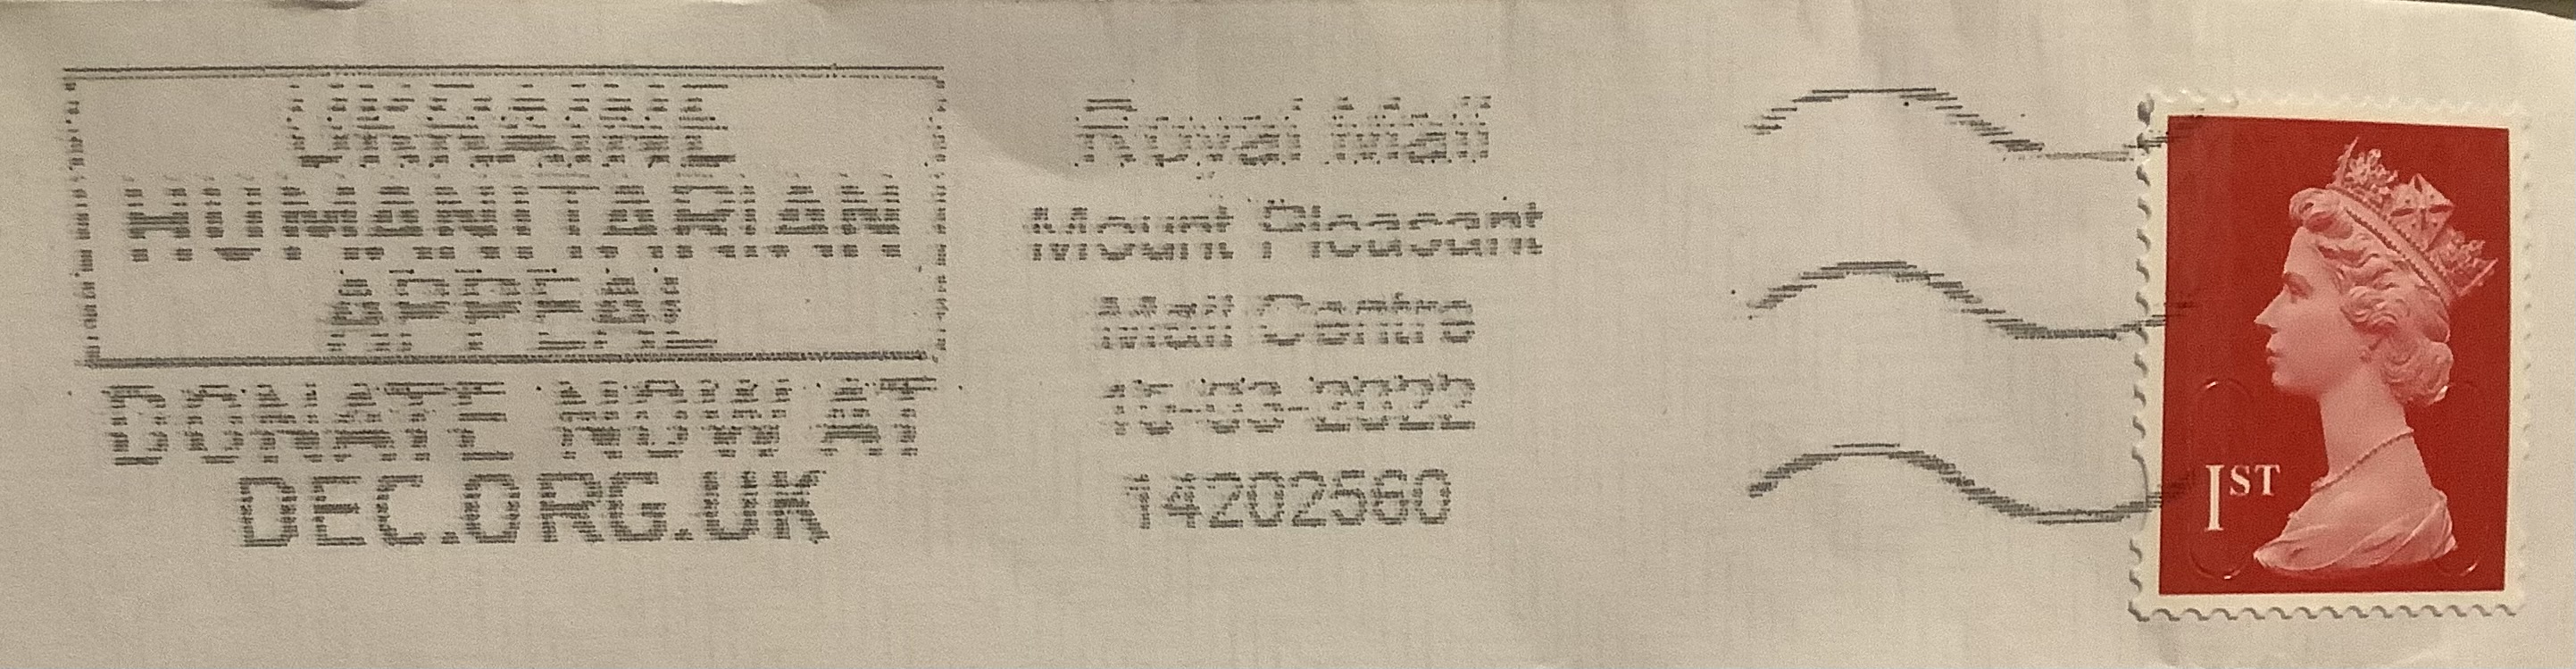 UKRAINE
HUMANITARIAN
APPEAL
DONATE NOW AT
DEC.ORG.UK
Royal Mail
Mount Pleasant
Mail Centre
15-03-2022
14202560
1ST